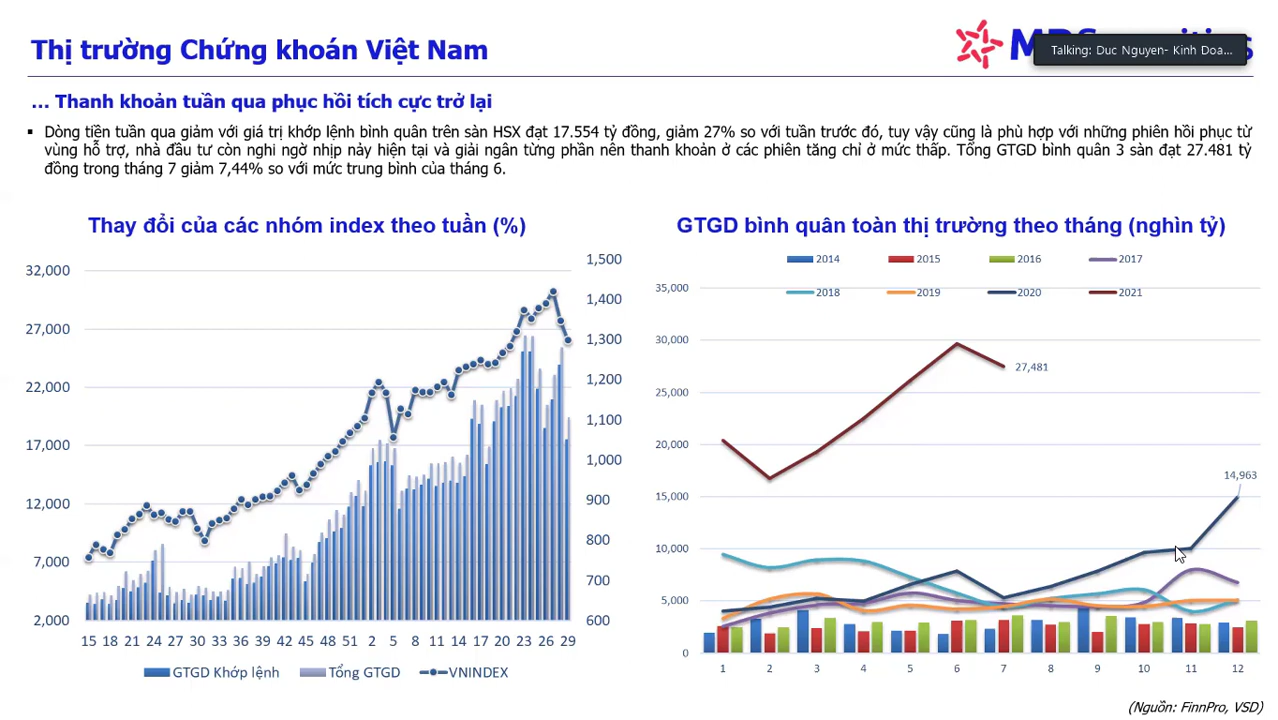 Thị trường Chứng khoán Việt Nam
Talking: Duc Nguyen- Kinh Doa...
... Thanh khoản tuần qua phục hồi tích cực trở lại
▪ Dòng tiền tuần qua giảm với giá trị khớp lệnh bình quân trên sàn HSX đạt 17.554 tỷ đồng, giảm 27% so với tuần trước đó, tuy vậy cũng là phù hợp với những phiên hồi phục từ
vùng hỗ trợ, nhà đầu tư còn nghi ngờ nhịp này hiện tại và giải ngân từng phần nên thanh khoản ở các phiên tăng chỉ ở mức thấp. Tổng GTGD bình quân 3 sàn đạt 27.481 tỷ
đồng trong tháng 7 giảm 7,44% so với mức trung bình của tháng 6.
Thay đổi của các nhóm index theo tuần (%)
32,000
27,000
22,000
17,000
12,000
7,000
2,000
1,500
1,400
1,300
1,200
1,100
1,000
900
800
700
600
15 18 21 24 27 30 33 36 39 42 45 48 51 2 5 8 11 14 17 20 23 26 29
GTGD Khớp lệnh Tổng GTGD VNINDEX
GTGD bình quân toàn thị trường theo tháng (nghìn tỷ)
2014 2015 2016 2017
2018 2019 2020 2021
35,000
30,000
25,000
20,000
15,000
10,000
5,000
0
27,481
14,963
1 2 3 4 5 6 7 8 9 10 11 12
(Nguồn: FinnPro, VSD)